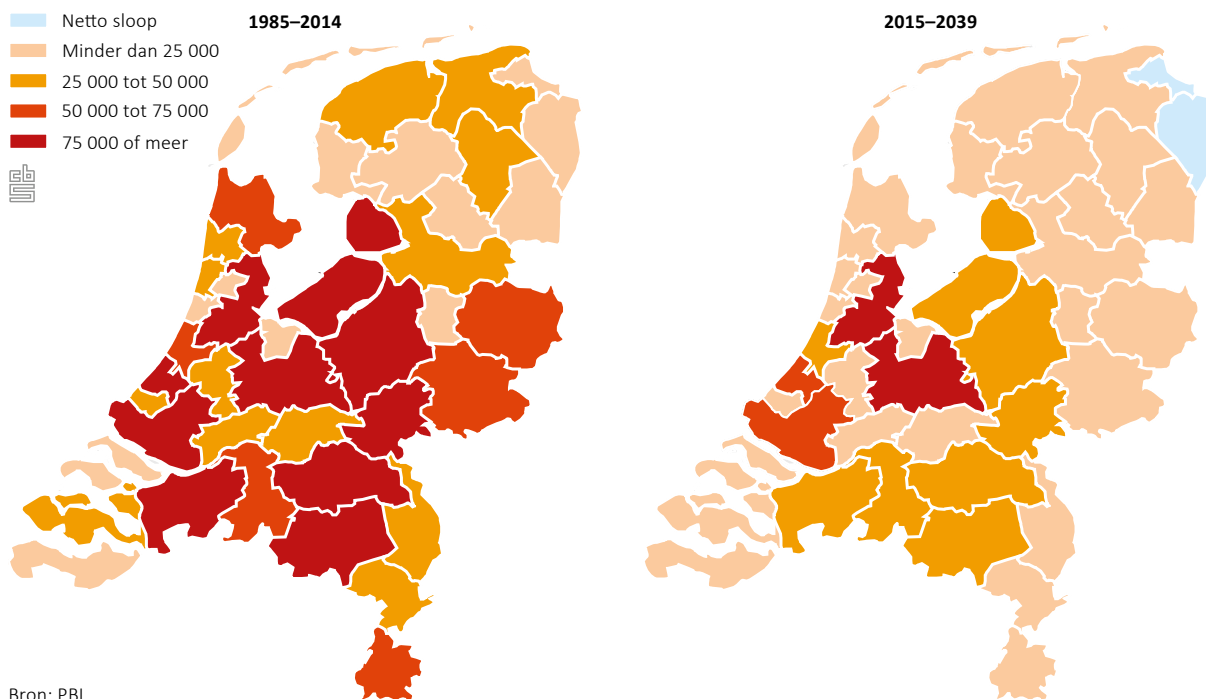 1985–2014
2015–2039
Netto sloop
Minder dan 25 000
25 000 tot 50 000
50 000 tot 75 000
75 000 of meer
Bron: PBL